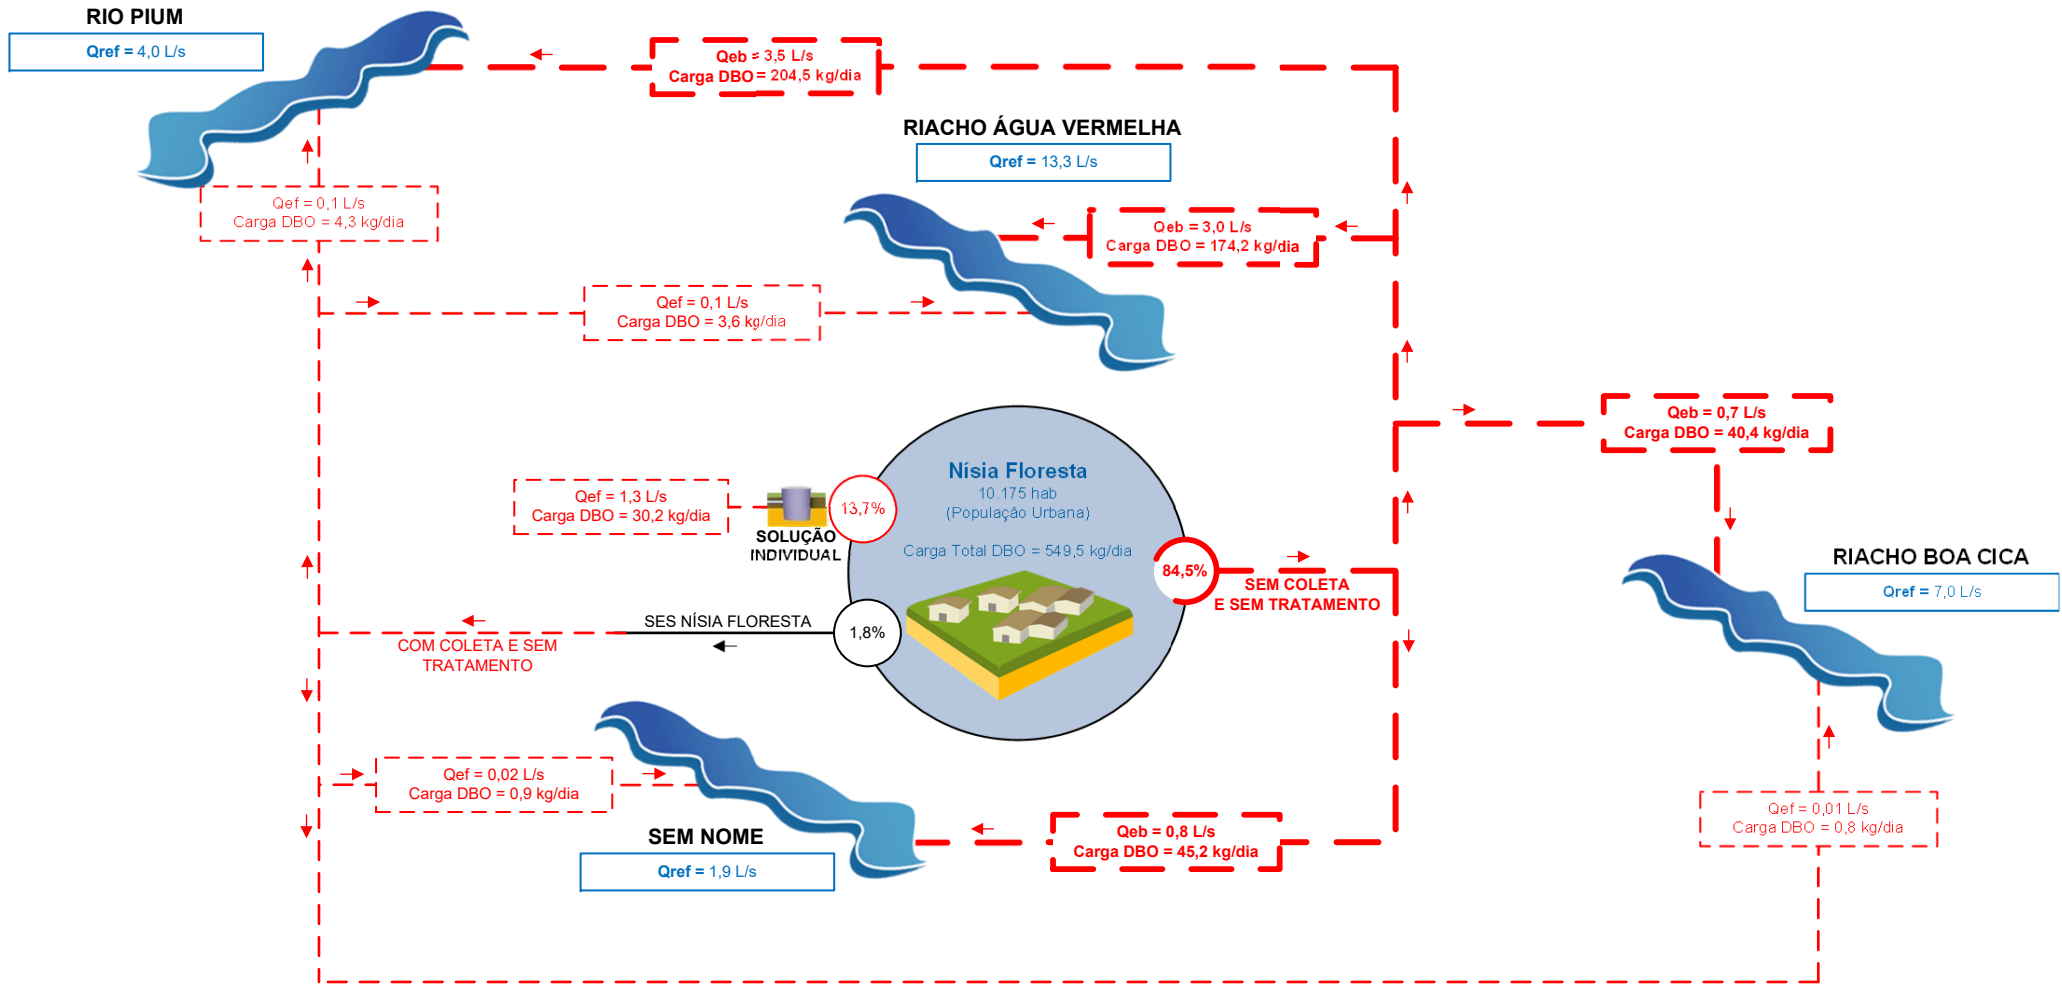 RIO PIUM
Qref = 4,0 L/s
Qeb = 3,5 L/s
Carga DBO = 204,5 kg/dia
RIACHO ÁGUA VERMELHA
Qref = 13,3 L/s
Qef = 0,1 L/s
Carga DBO = 4,3 kg/dia
Qeb = 3,0 L/s
Carga DBO = 174,2 kg/dia
Qef = 0,1 L/s
Carga DBO = 3,6 kg/dia
Qeb = 0,7 L/s
Carga DBO = 40,4 kg/dia
Nísia Floresta
10.175 hab
(População Urbana)
Carga Total DBO = 549,5 kg/dia
13,7%
Qef = 1,3 L/s
Carga DBO = 30,2 kg/dia
SOLUÇÃO
INDIVIDUAL
84,5%
SEM COLETA
E SEM TRATAMENTO
RIACHO BOA CICA
Qref = 7,0 L/s
1,8%
SES NÍSIA FLORESTA
COM COLETA E SEM
TRATAMENTO
Qef = 0,02 L/s
Carga DBO = 0,9 kg/dia
SEM NOME
Qref = 1,9 L/s
Qeb = 0,8 L/s
Carga DBO = 45,2 kg/dia
Qef = 0,01 L/s
Carga DBO = 0,8 kg/dia